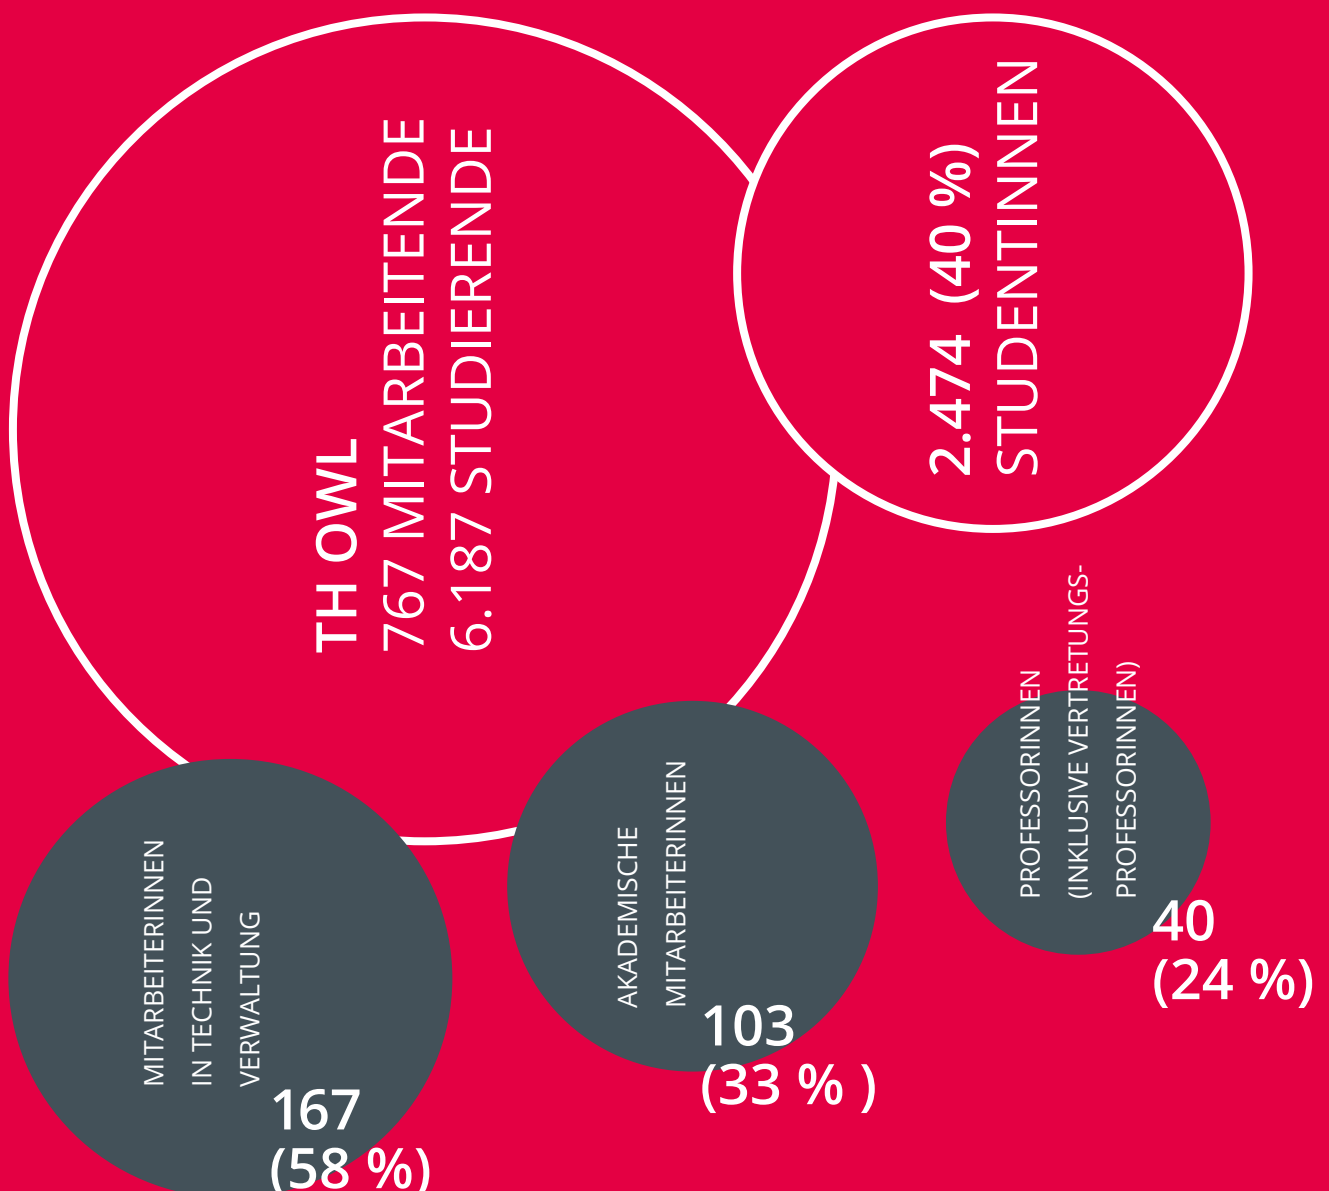 TH OWL
767 MITARBEITENDE
6.187 STUDIERENDE
2.474 (40 %)
STUDENTINNEN
MITARBEITERINNEN
IN TECHNIK UND
VERWALTUNG
167
(58 %)
AKADEMISCHE
MITARBEITERINNEN
103
(33 % )
PROFESSORINNEN
(INKLUSIVE VERTRETUNGS-
PROFESSORINNEN)
40
(24 %)